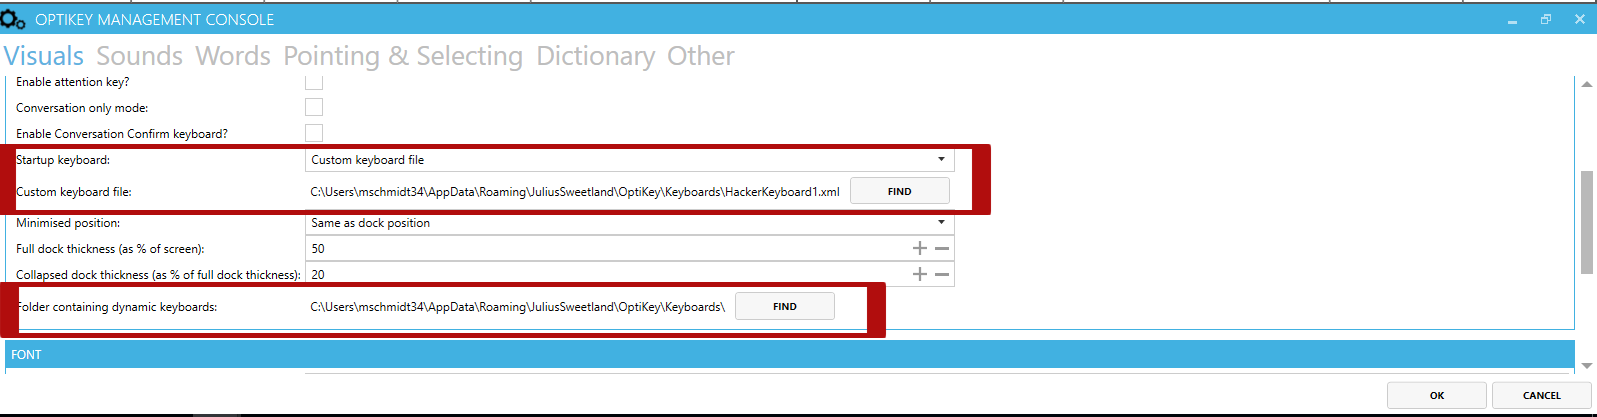 OPTIKEY MANAGEMENT CONSOLE
Visuals Sounds Words Pointing & Selecting Dictionary Other
Enable attention key?
Conversation only mode:
Enable Conversation Confirm keyboard?
Startup keyboard: Custom keyboard file
Custom keyboard file: C:\Users\mschmidt34\AppData\Roaming\JuliusSweetland\OptiKey\Keyboards\HackerKeyboard1.xml FIND
Minimised position: Same as dock position
Full dock thickness (as % of screen): 50
Collapsed dock thickness (as % of full dock thickness): 20
Folder containing dynamic keyboards: C:\Users\mschmidt34\AppData\Roaming\JuliusSweetland\OptiKey\Keyboards\ FIND
FONT
OK CANCEL